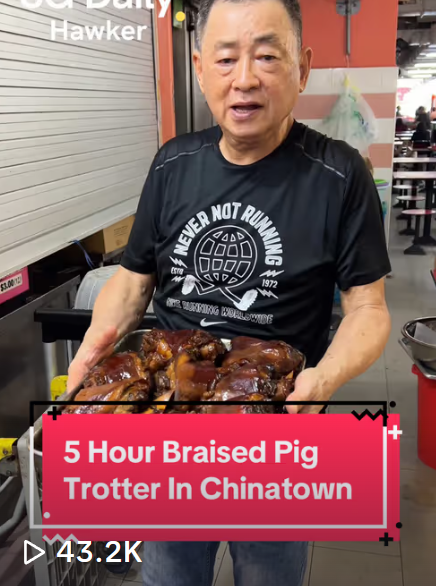 SG Daily
Hawker
NEVER NOT RUNNING
ESTD
1972
RUNNING WORLDWIDE
$3.00
5 Hour Braised Pig
Trotter In Chinatown
43.2K